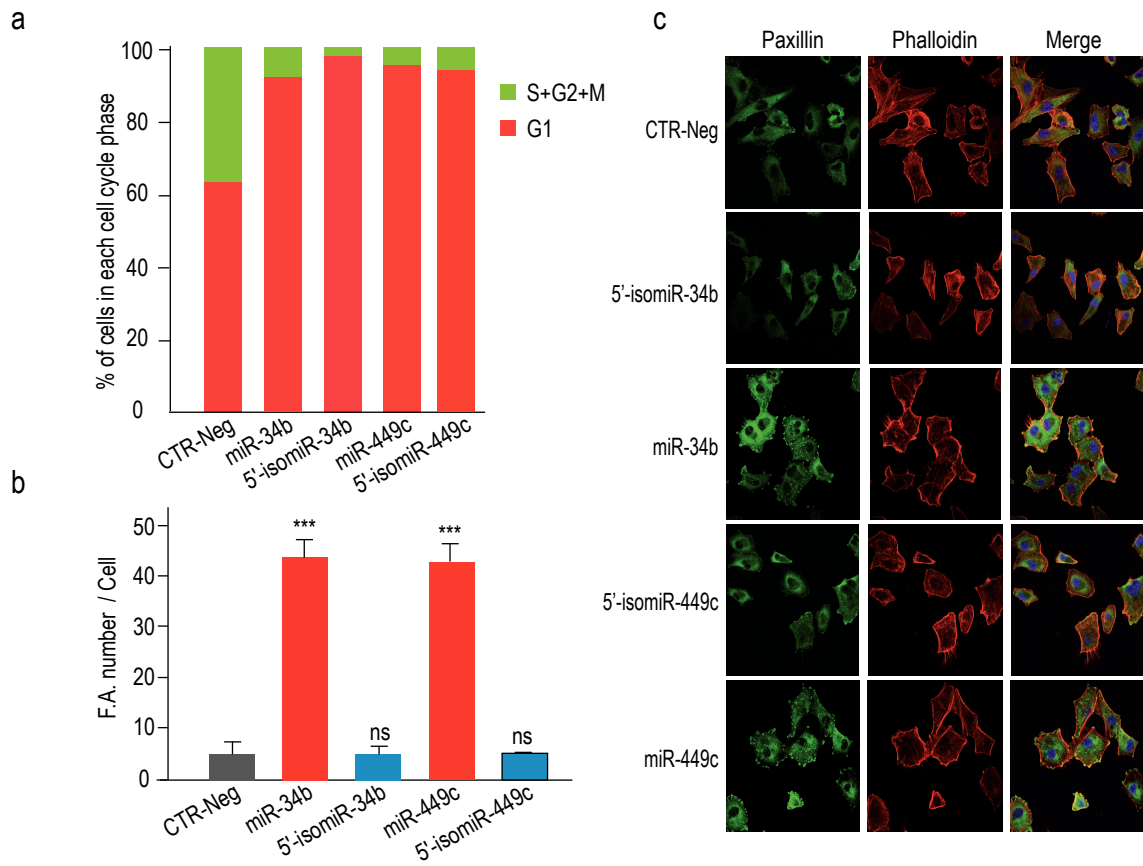 a
% of cells in each cell cycle phase
100
80
60
40
20
0
CTR-Neg
miR-34b
5'-isomiR-34b
miR-449c
5'-isomiR-449c
S+G2+M
G1
b
F.A. number / Cell
50
40
30
20
10
0
***
ns
***
ns
CTR-Neg
miR-34b
5'-isomiR-34b
miR-449c
5'-isomiR-449c
c
Paxillin Phalloidin Merge
CTR-Neg
5'-isomiR-34b
miR-34b
5'-isomiR-449c
miR-449c